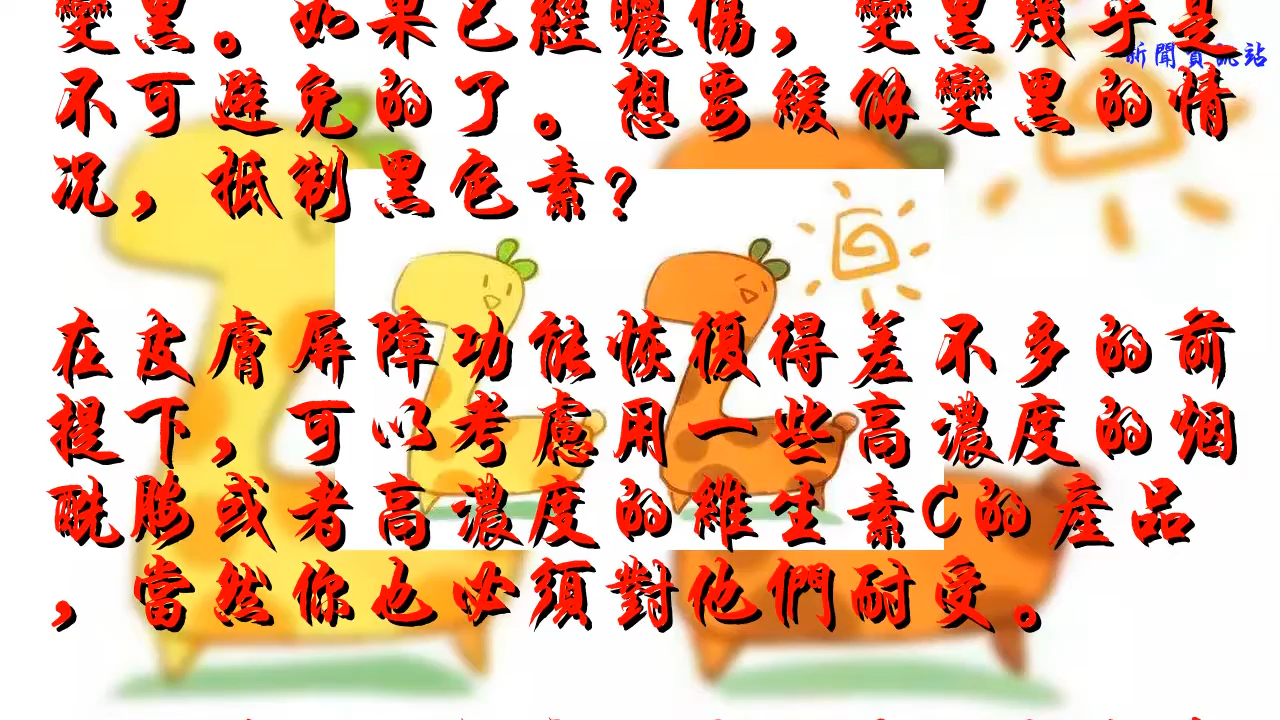 變黑。如果已經曬傷，變黑幾乎是
新聞資訊站
不可避免的了。想要緩解變黑的情
況，抵制黑色素？
在皮膚屏障功能恢復得差不多的前
提下，可以考慮用一些高濃度的烟
酰胺或者高濃度的維生素C的產品
，當然你也必須對他們耐受。